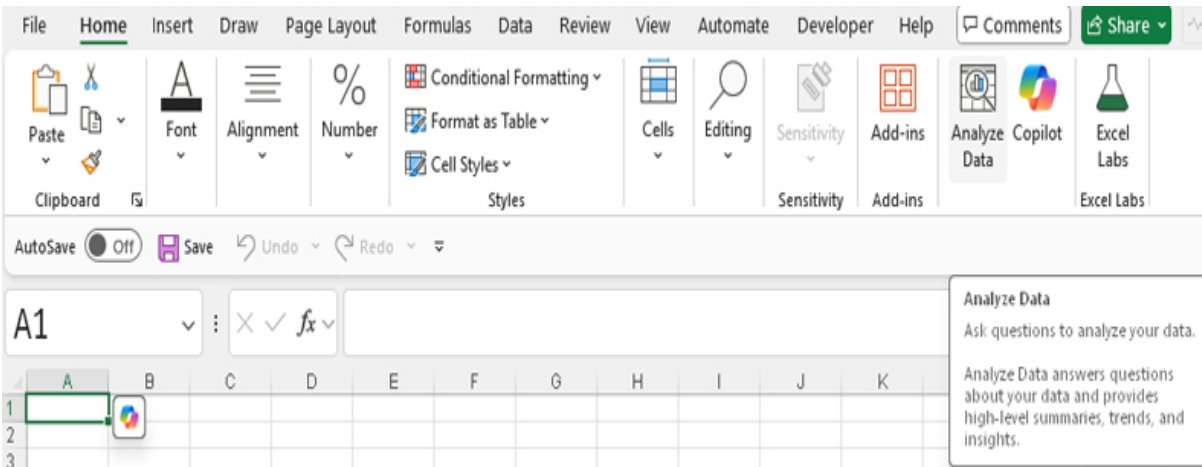 File Home Insert Draw Page Layout Formulas Data Review View Automate Developer Help Comments Share
Paste
Font
Alignment
Number
Conditional Formatting
Format as Table
Cell Styles
Cells
Editing
Sensitivity
Add-ins
Analyze
Data
Copilot
Excel
Labs
Clipboard
Styles
Sensitivity
Add-ins
Excel Labs
AutoSave Off Save Undo Redo
A1 fx
Analyze Data
Ask questions to analyze your data.
Analyze Data answers questions
about your data and provides
high-level summaries, trends, and
insights.
A B C D E F G H I J K
1
2
3